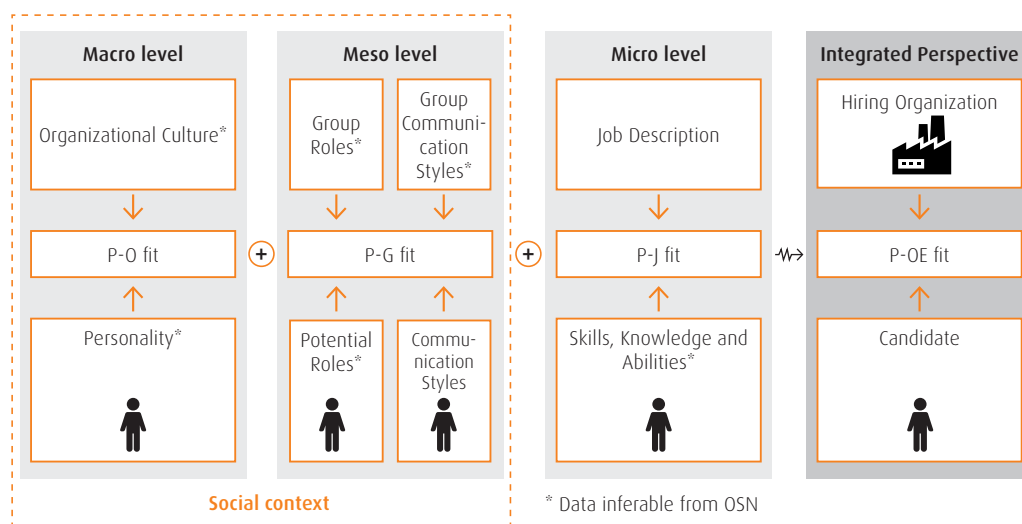 Macro level
Organizational Culture*
P-O fit
Personality*
Meso level
Group
Roles*
Group
Communi-
cation
Styles*
P-G fit
Potential
Roles*
Commu-
nication
Styles
Social context
+
+
Micro level
Job Description
P-J fit
Skills, Knowledge and
Abilities*
* Data inferable from OSN
Integrated Perspective
Hiring Organization
P-OE fit
Candidate